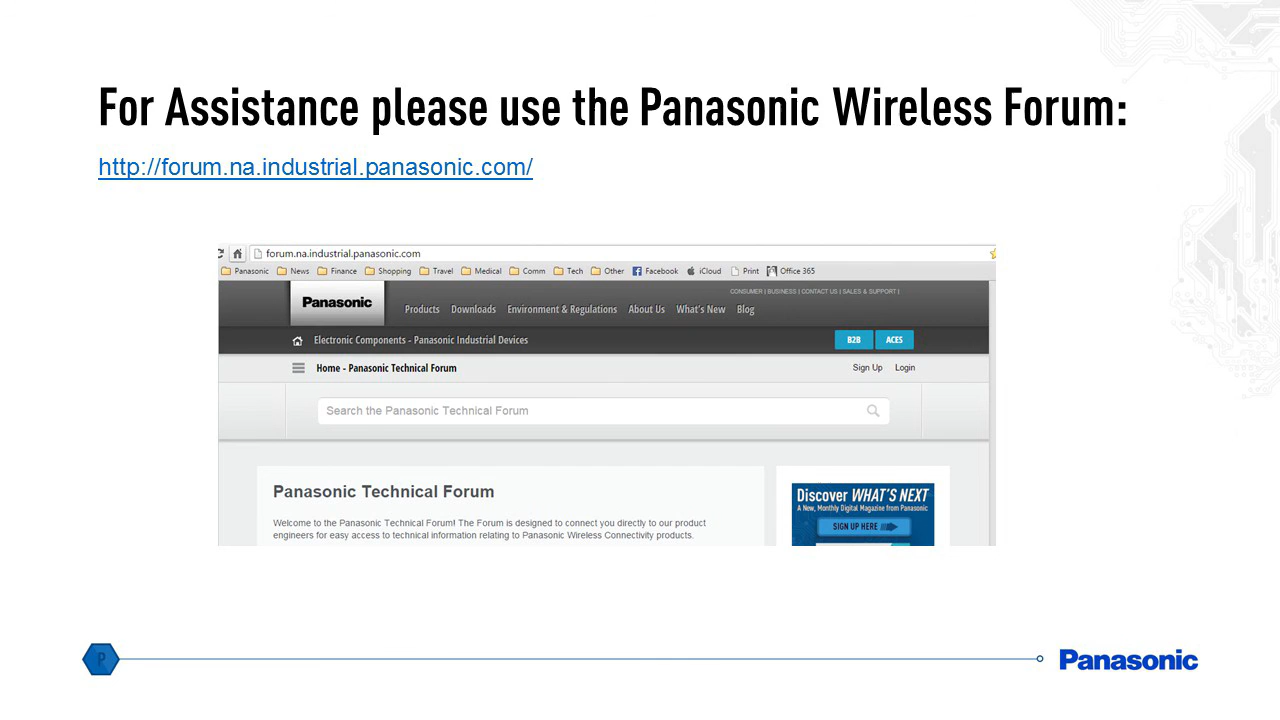 For Assistance please use the Panasonic Wireless Forum:
http://forum.na.industrial.panasonic.com/
forum.na.industrial.panasonic.com
Panasonic News Finance Shopping Travel Medical Comm Tech Other Facebook iCloud Print Office 365
CONSUMER | BUSINESS | CONTACT US | SALES & SUPPORT |
Panasonic
Products Downloads Environment & Regulations About Us What's New Blog
Electronic Components - Panasonic Industrial Devices B2B ACES
Home - Panasonic Technical Forum Sign Up Login
Search the Panasonic Technical Forum
Panasonic Technical Forum
Welcome to the Panasonic Technical Forum! The Forum is designed to connect you directly to our product
engineers for easy access to technical information relating to Panasonic Wireless Connectivity products.
Discover WHAT'S NEXT
A New, Monthly Digital Magazine from Panasonic
SIGN UP HERE
P
Panasonic